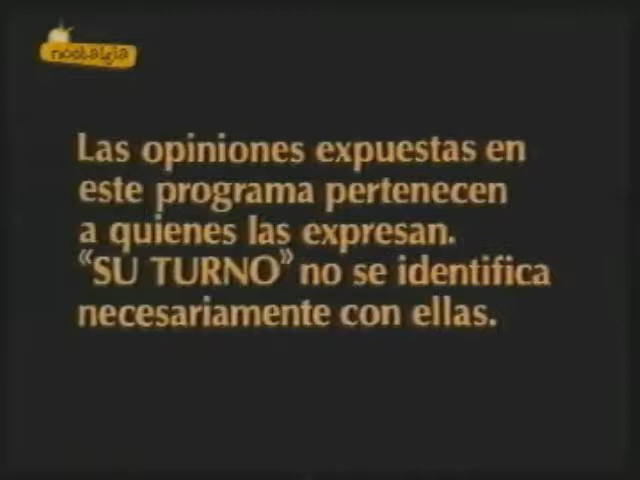 nostalgia
Las opiniones expuestas en
este programa pertenecen
a quienes las expresan.
“SU TURNO” no se identifica
necesariamente con ellas.